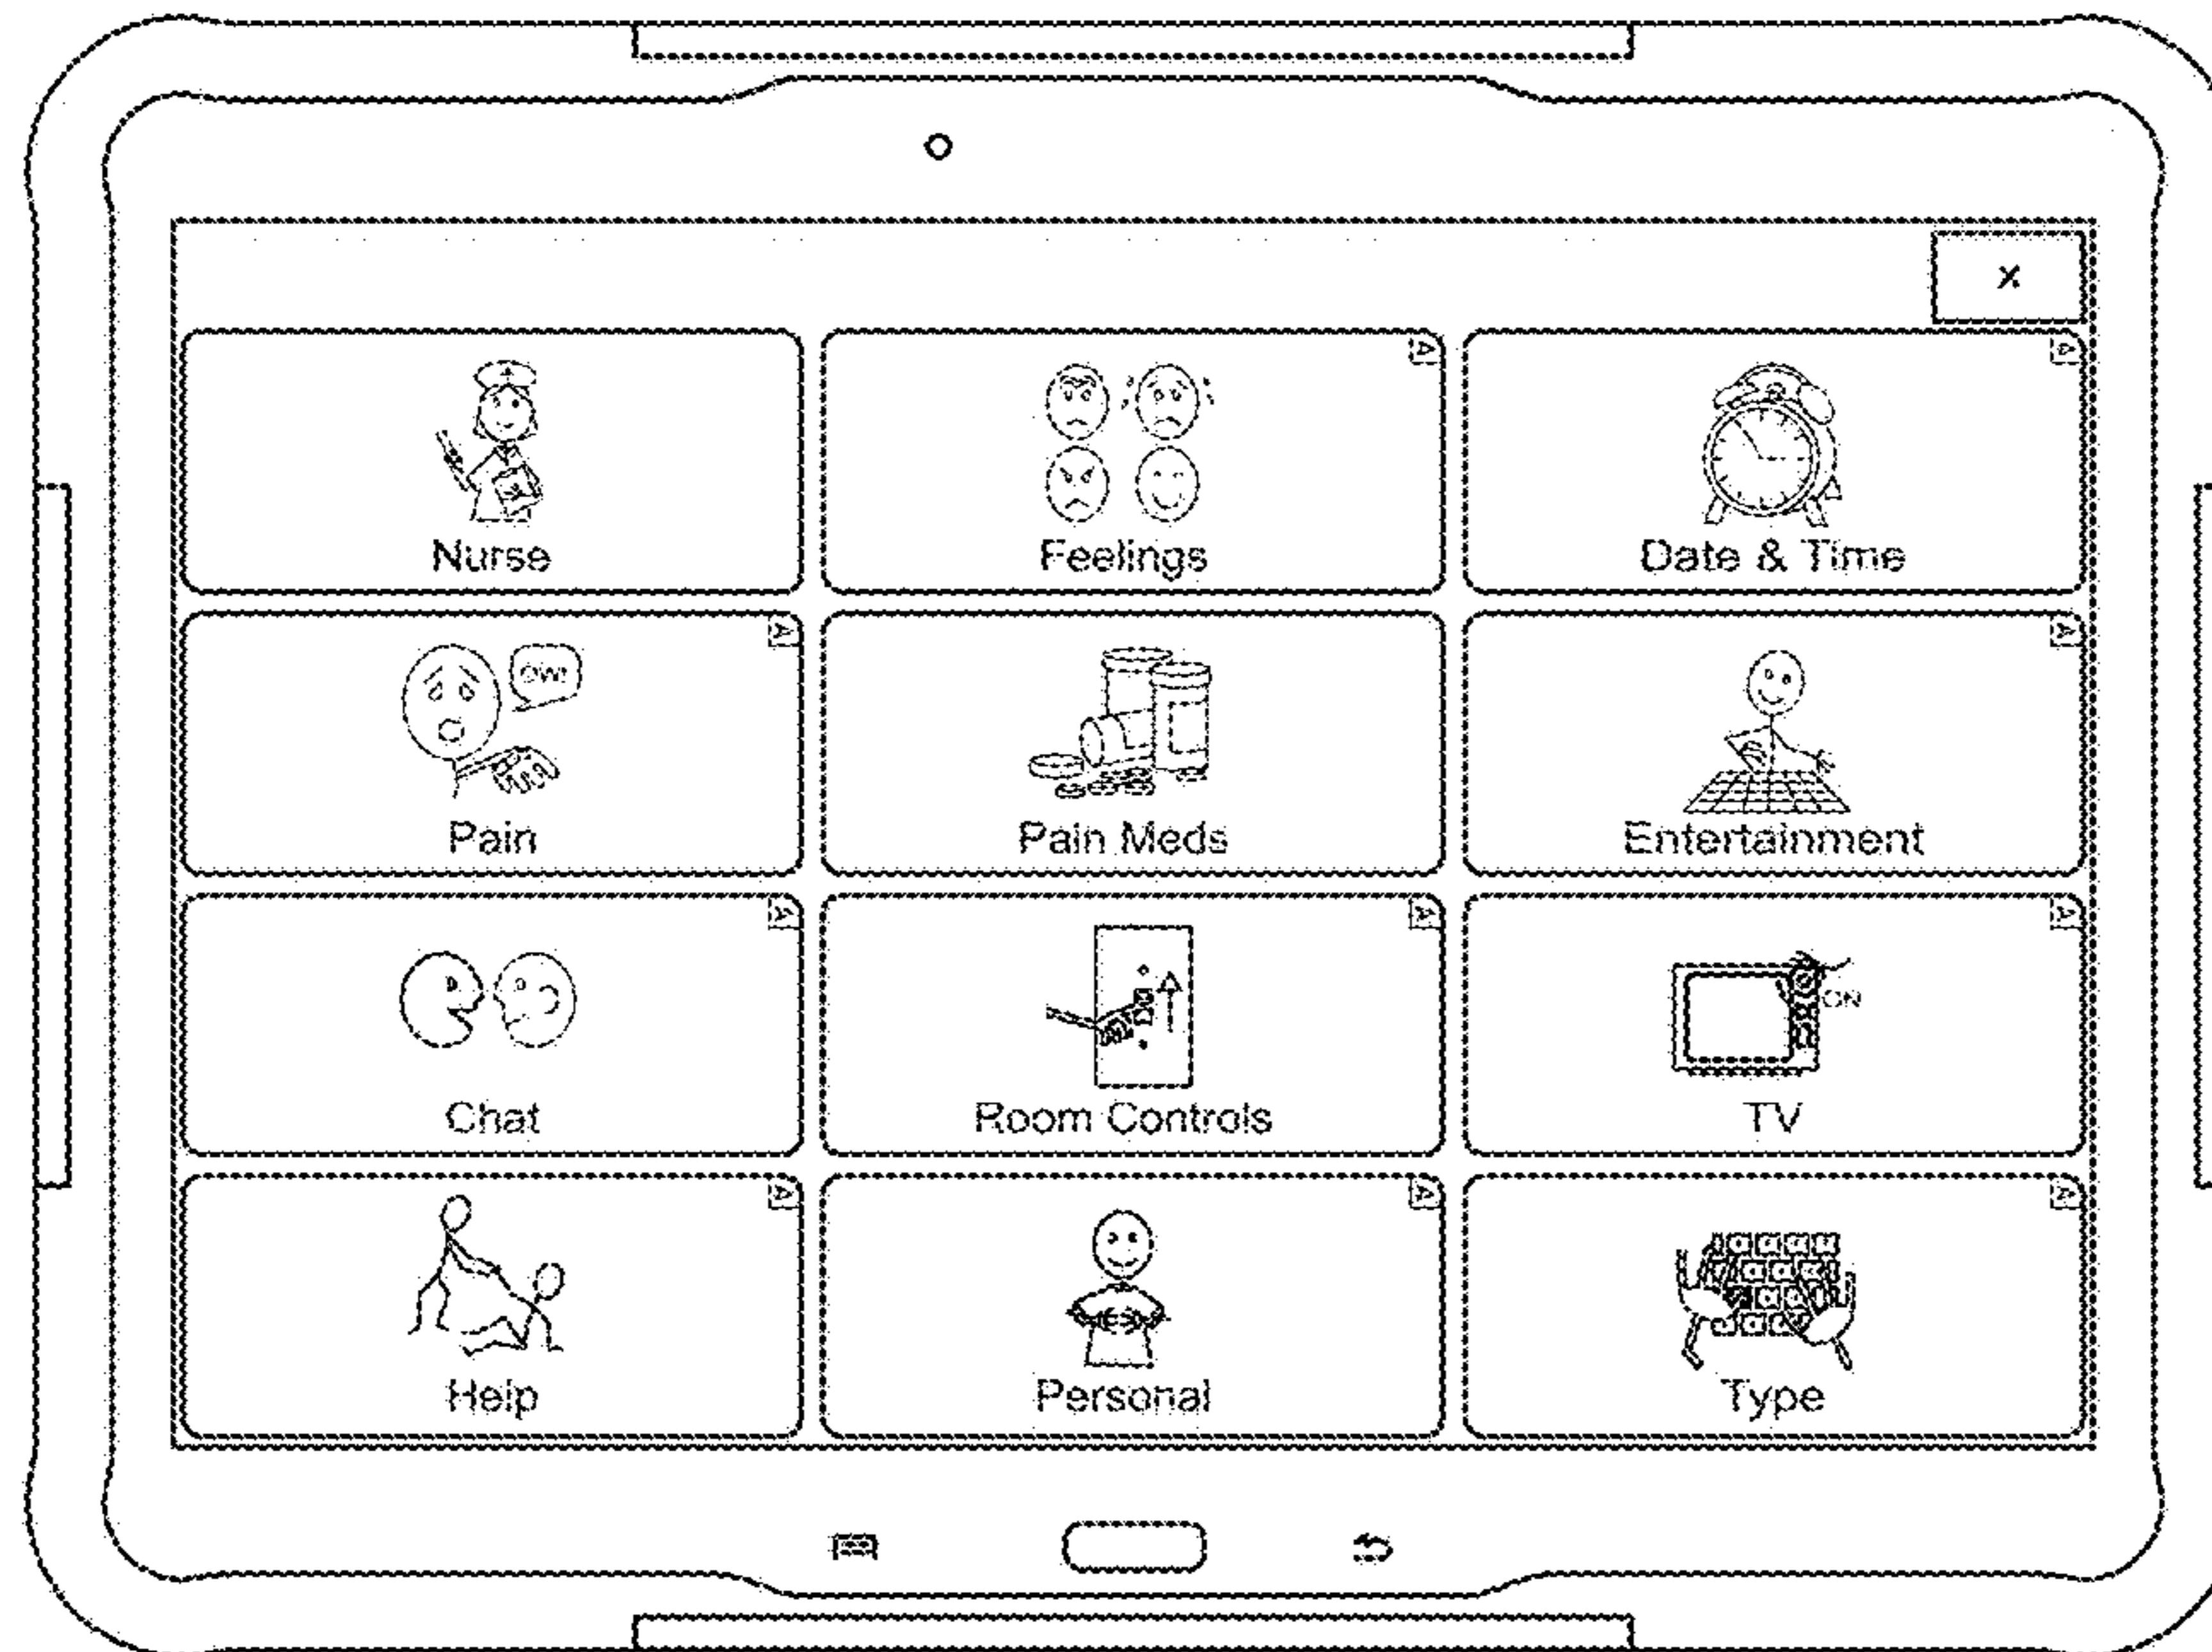 X
Nurse
Feelings
Date & Time
OW!
Pain
Pain Meds
Entertainment
Chat
Room Controls
ON
TV
Help
Personal
Type